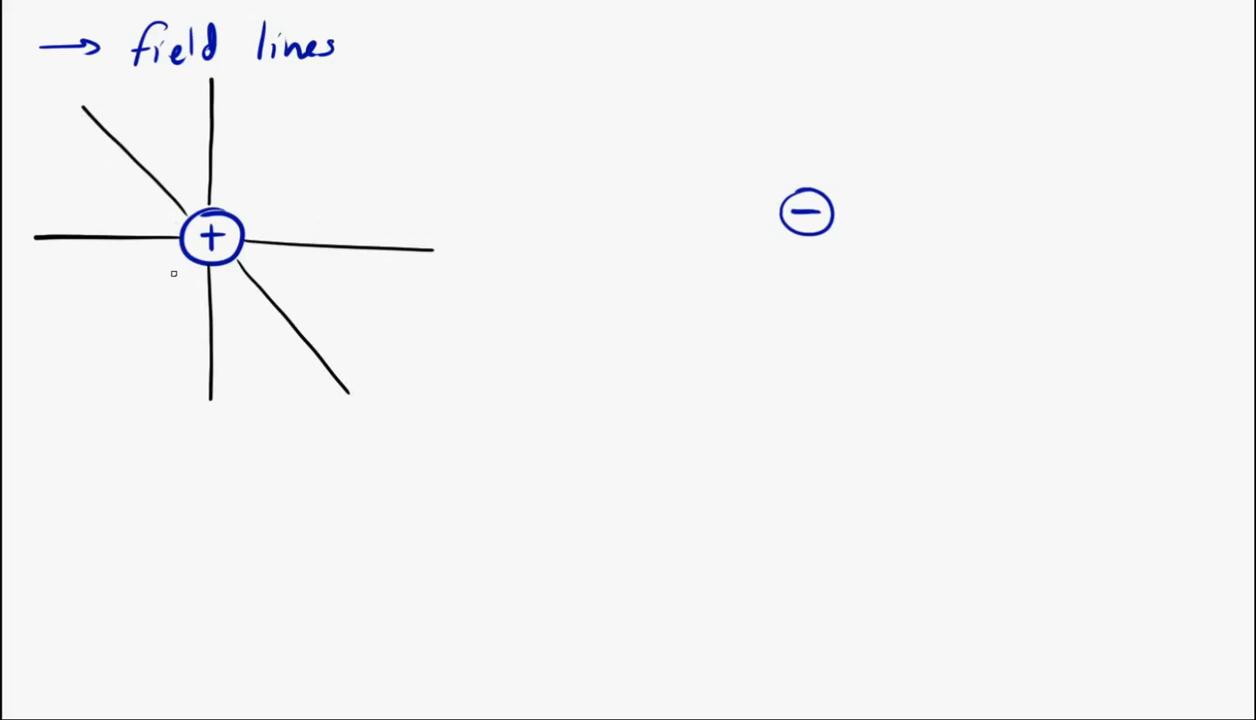 → field lines
+
−